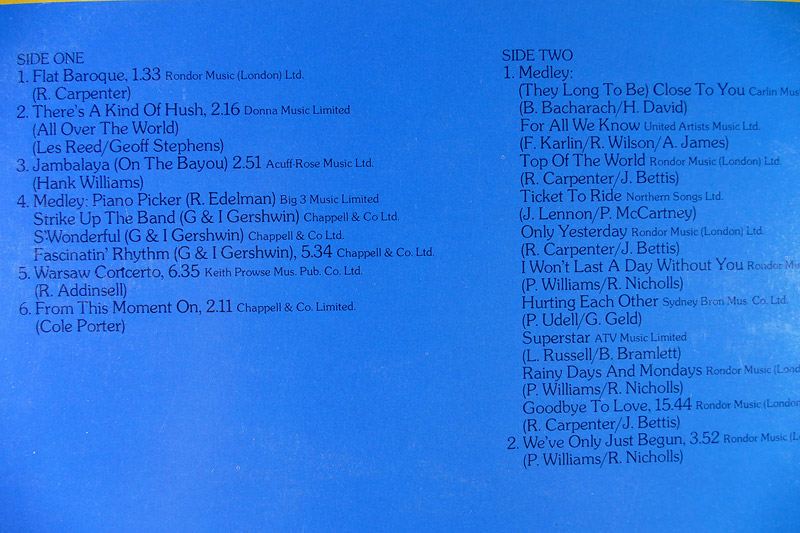 SIDE ONE
1. Flat Baroque, 1.33 Rondor Music (London) Ltd.
(R. Carpenter)
2. There's A Kind Of Hush, 2.16 Donna Music Limited
(All Over The World)
(Les Reed/Geoff Stephens)
3. Jambalaya (On The Bayou) 2.51 Acuff-Rose Music Ltd.
(Hank Williams)
4. Medley: Piano Picker (R. Edelman) Big 3 Music Limited
Strike Up The Band (G & I Gershwin) Chappell & Co Ltd.
S'Wonderful (G & I Gershwin) Chappell & Co Ltd.
Fascinatin' Rhythm (G & I Gershwin), 5.34 Chappell & Co. Ltd.
5. Warsaw Concerto, 6.35 Keith Prowse Mus. Pub. Co. Ltd.
(R. Addinsell)
6. From This Moment On, 2.11 Chappell & Co. Limited.
(Cole Porter)
SIDE TWO
1. Medley:
(They Long To Be) Close To You Carlin Mus
(B. Bacharach/H. David)
For All We Know United Artists Music Ltd.
(F. Karlin/R. Wilson/A. James)
Top Of The World Rondor Music (London) Ltd.
(R. Carpenter/J. Bettis)
Ticket To Ride Northern Songs Ltd.
(J. Lennon/P. McCartney)
Only Yesterday Rondor Music (London) Ltd.
(R. Carpenter/J. Bettis)
I Won't Last A Day Without You Rondor Mu
(P. Williams/R. Nicholls)
Hurting Each Other Sydney Bron Mus. Co. Ltd.
(P. Udell/G. Geld)
Superstar ATV Music Limited
(L. Russell/B. Bramlett)
Rainy Days And Mondays Rondor Music (Lond
(P. Williams/R. Nicholls)
Goodbye To Love, 15.44 Rondor Music (London
(R. Carpenter/J. Bettis)
2. We've Only Just Begun, 3.52 Rondor Music (L
(P. Williams/R. Nicholls)